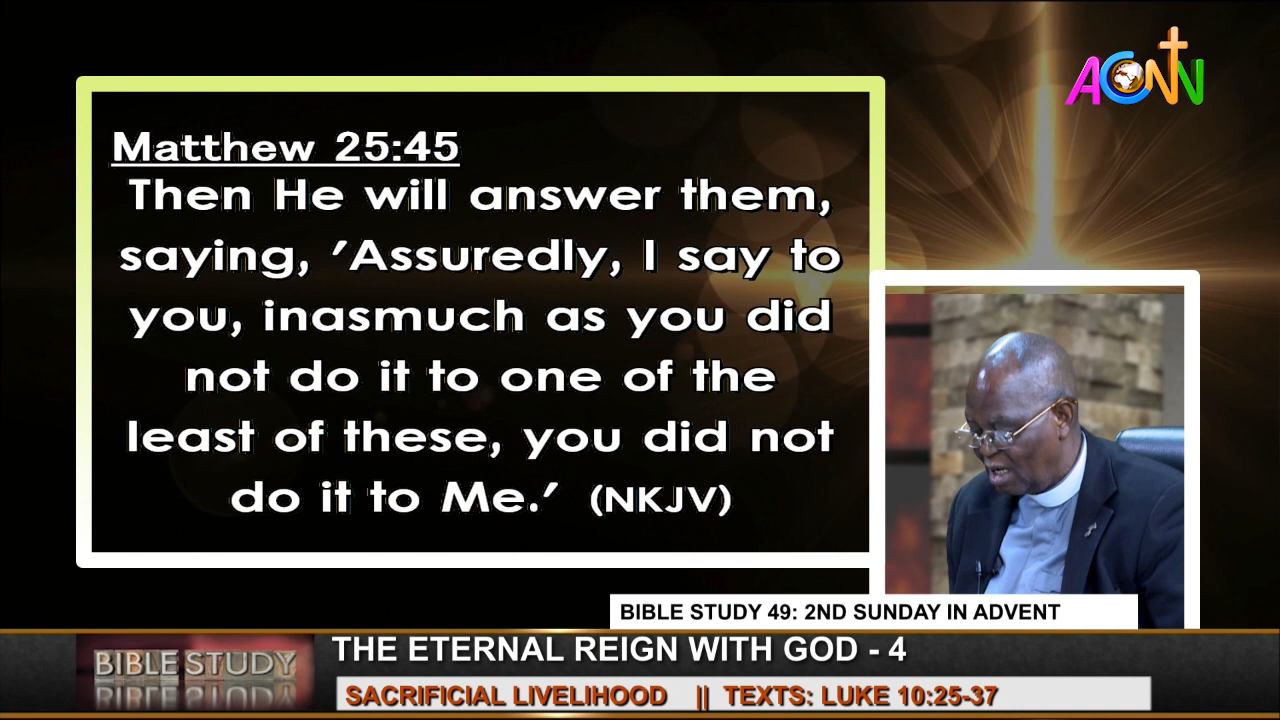 ACNN
Matthew 25:45
Then He will answer them,
saying, 'Assuredly, I say to
you, inasmuch as you did
not do it to one of the
least of these, you did not
do it to Me.' (NKJV)
BIBLE STUDY 49: 2ND SUNDAY IN ADVENT
BIBLE STUDY
THE ETERNAL REIGN WITH GOD - 4
SACRIFICIAL LIVELIHOOD || TEXTS: LUKE 10:25-37